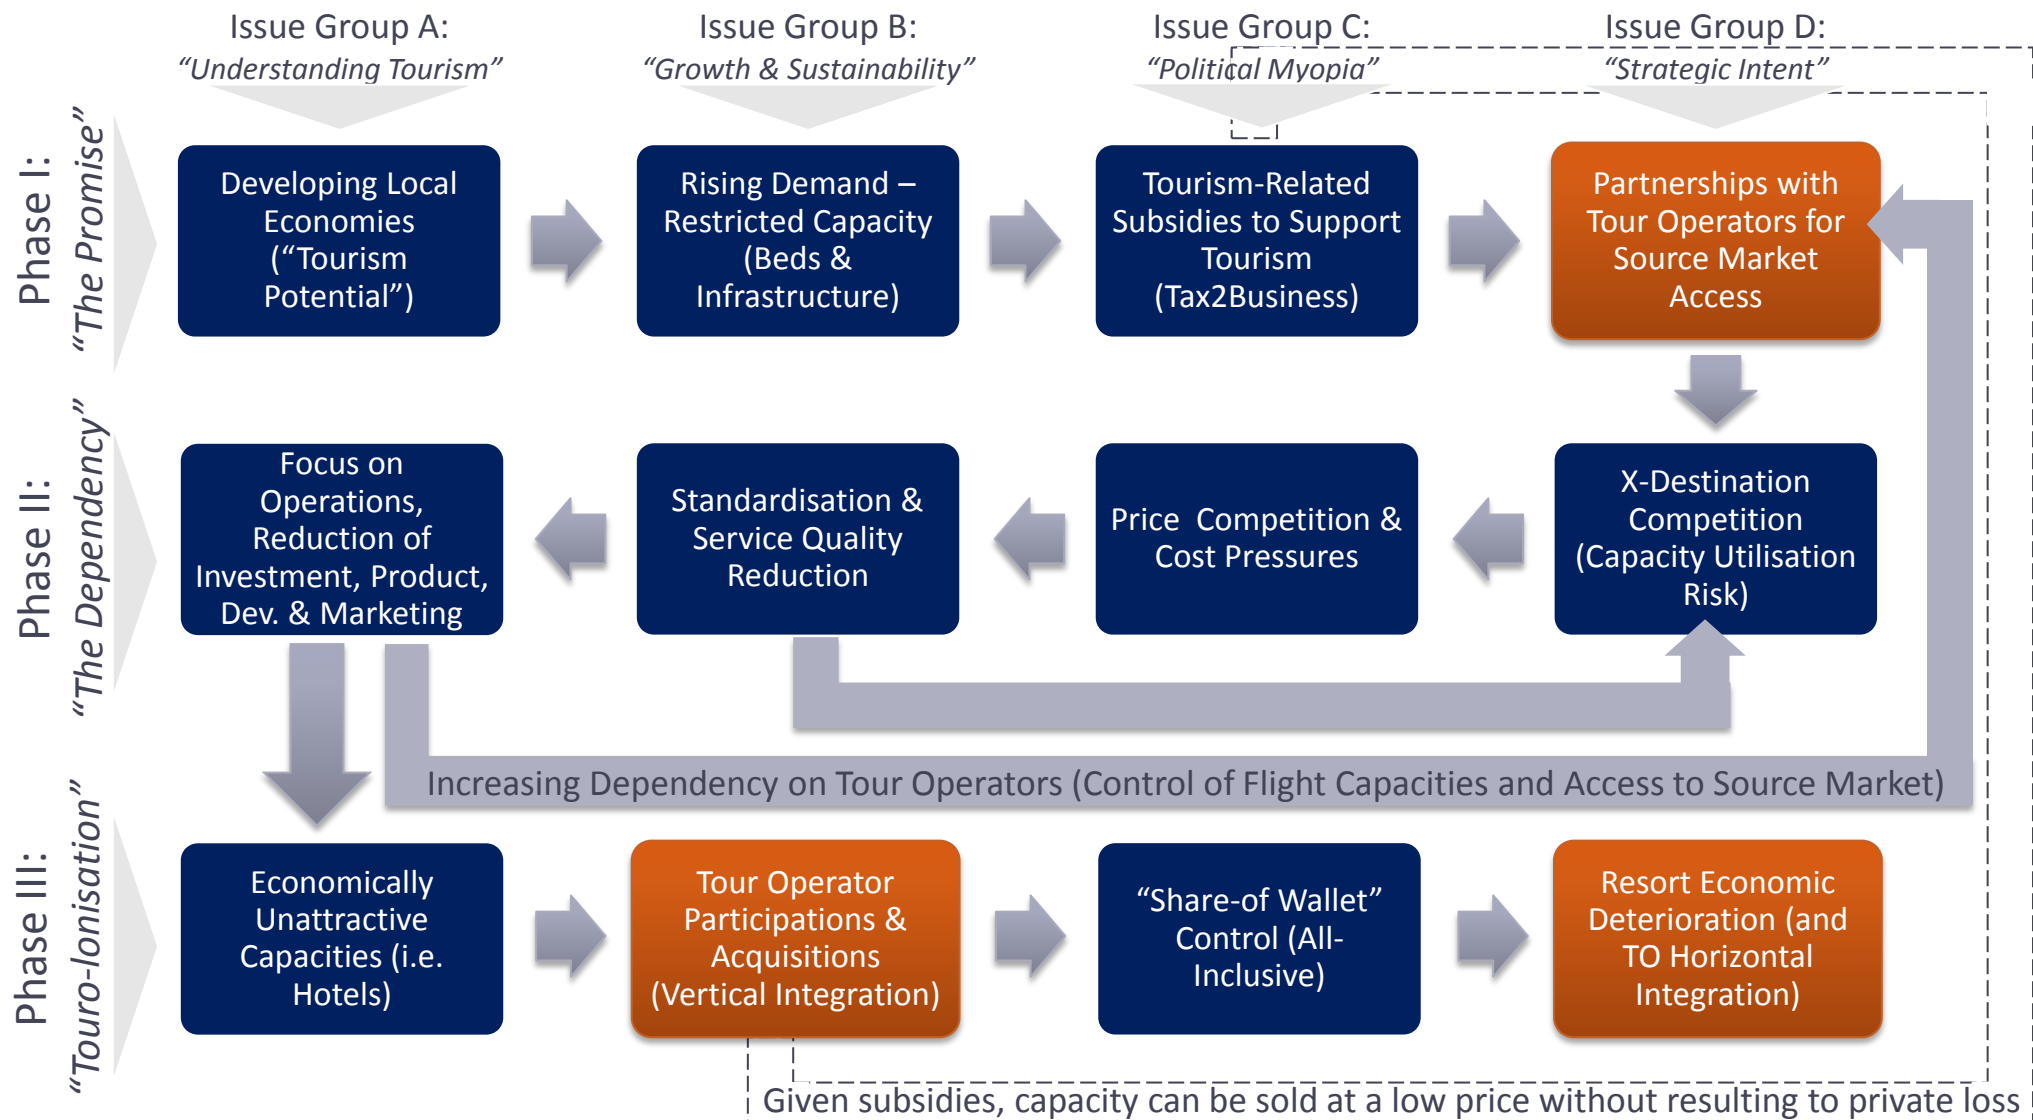 Issue Group A:
“Understanding Tourism”
Issue Group B:
“Growth & Sustainability”
Issue Group C:
“Political Myopia”
Issue Group D:
“Strategic Intent”
Phase I:
“The Promise”
Developing Local
Economies
(“Tourism
Potential”)
Rising Demand –
Restricted Capacity
(Beds &
Infrastructure)
Tourism-Related
Subsidies to Support
Tourism
(Tax2Business)
Partnerships with
Tour Operators for
Source Market
Access
Phase II:
“The Dependency”
Focus on
Operations,
Reduction of
Investment, Product,
Dev. & Marketing
Standardisation &
Service Quality
Reduction
Price Competition &
Cost Pressures
X-Destination
Competition
(Capacity Utilisation
Risk)
Increasing Dependency on Tour Operators (Control of Flight Capacities and Access to Source Market)
Phase III:
“Touro-Ionisation”
Economically
Unattractive
Capacities (i.e.
Hotels)
Tour Operator
Participations &
Acquisitions
(Vertical Integration)
“Share-of Wallet”
Control (All-
Inclusive)
Resort Economic
Deterioration (and
TO Horizontal
Integration)
Given subsidies, capacity can be sold at a low price without resulting to private loss